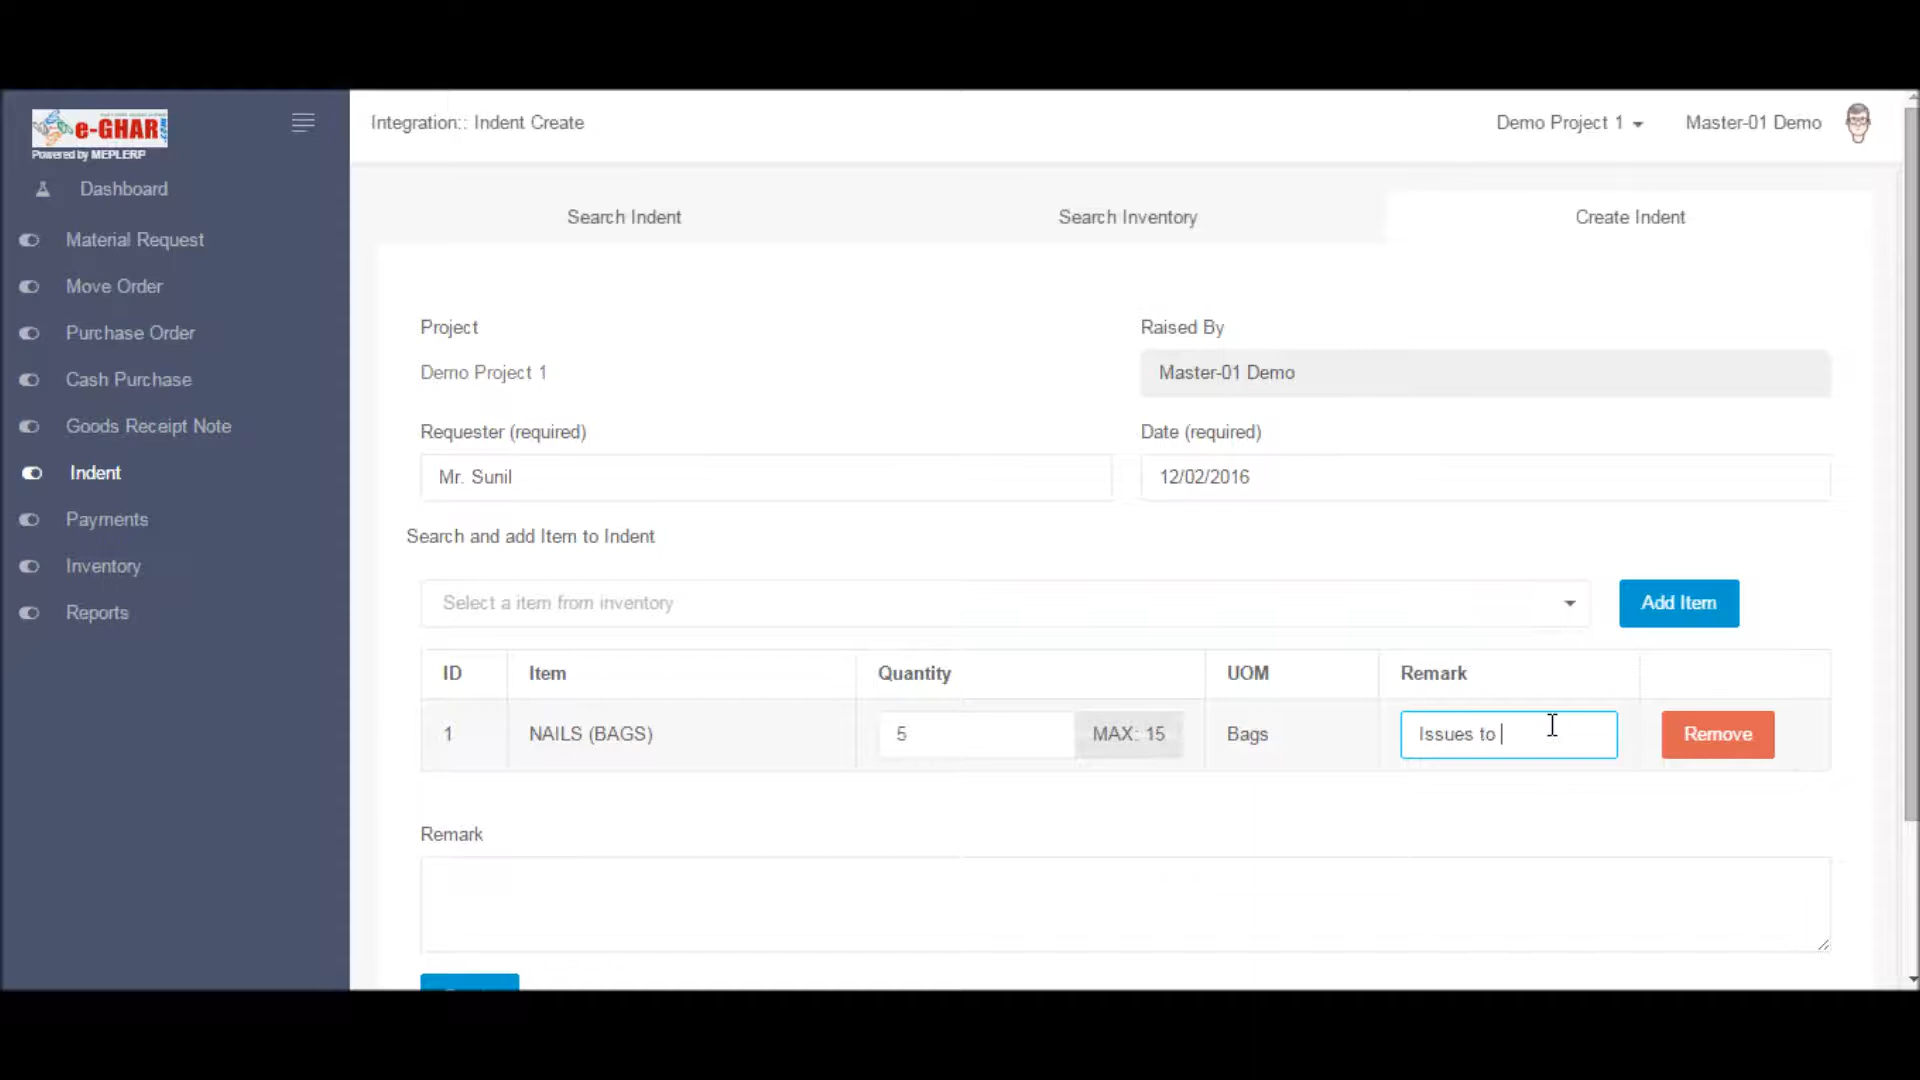 e-GHAR
Powered by MEPLERP
Dashboard
Material Request
Move Order
Purchase Order
Cash Purchase
Goods Receipt Note
Indent
Payments
Inventory
Reports
Integration:: Indent Create
Demo Project 1
Master-01 Demo
Search Indent
Search Inventory
Create Indent
Project
Raised By
Demo Project 1
Master-01 Demo
Requester (required)
Date (required)
Mr. Sunil
12/02/2016
Search and add Item to Indent
Select a item from inventory
Add Item
ID Item Quantity UOM Remark
1 NAILS (BAGS) 5 MAX: 15 Bags Issues to Remove
Remark